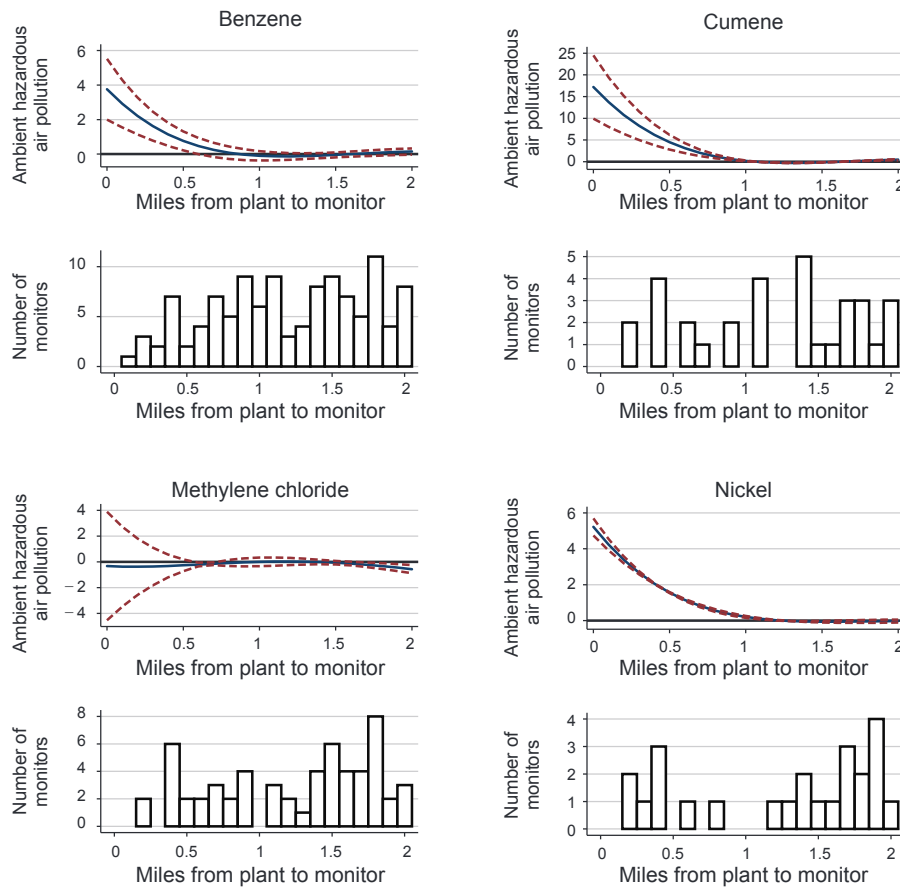 Benzene
Ambient hazardous
air pollution
6
4
2
0
0
0.5
1
1.5
2
Miles from plant to monitor
Number of
monitors
10
5
0
0
0.5
1
1.5
2
Miles from plant to monitor
Cumene
Ambient hazardous
air pollution
25
20
15
10
5
0
0
0.5
1
1.5
2
Miles from plant to monitor
Number of
monitors
5
4
3
2
1
0
0
0.5
1
1.5
2
Miles from plant to monitor
Methylene chloride
Ambient hazardous
air pollution
4
2
0
−2
−4
0
0.5
1
1.5
2
Miles from plant to monitor
Number of
monitors
8
6
4
2
0
0
0.5
1
1.5
2
Miles from plant to monitor
Nickel
Ambient hazardous
air pollution
6
4
2
0
0
0.5
1
1.5
2
Miles from plant to monitor
Number of
monitors
4
3
2
1
0
0
0.5
1
1.5
2
Miles from plant to monitor